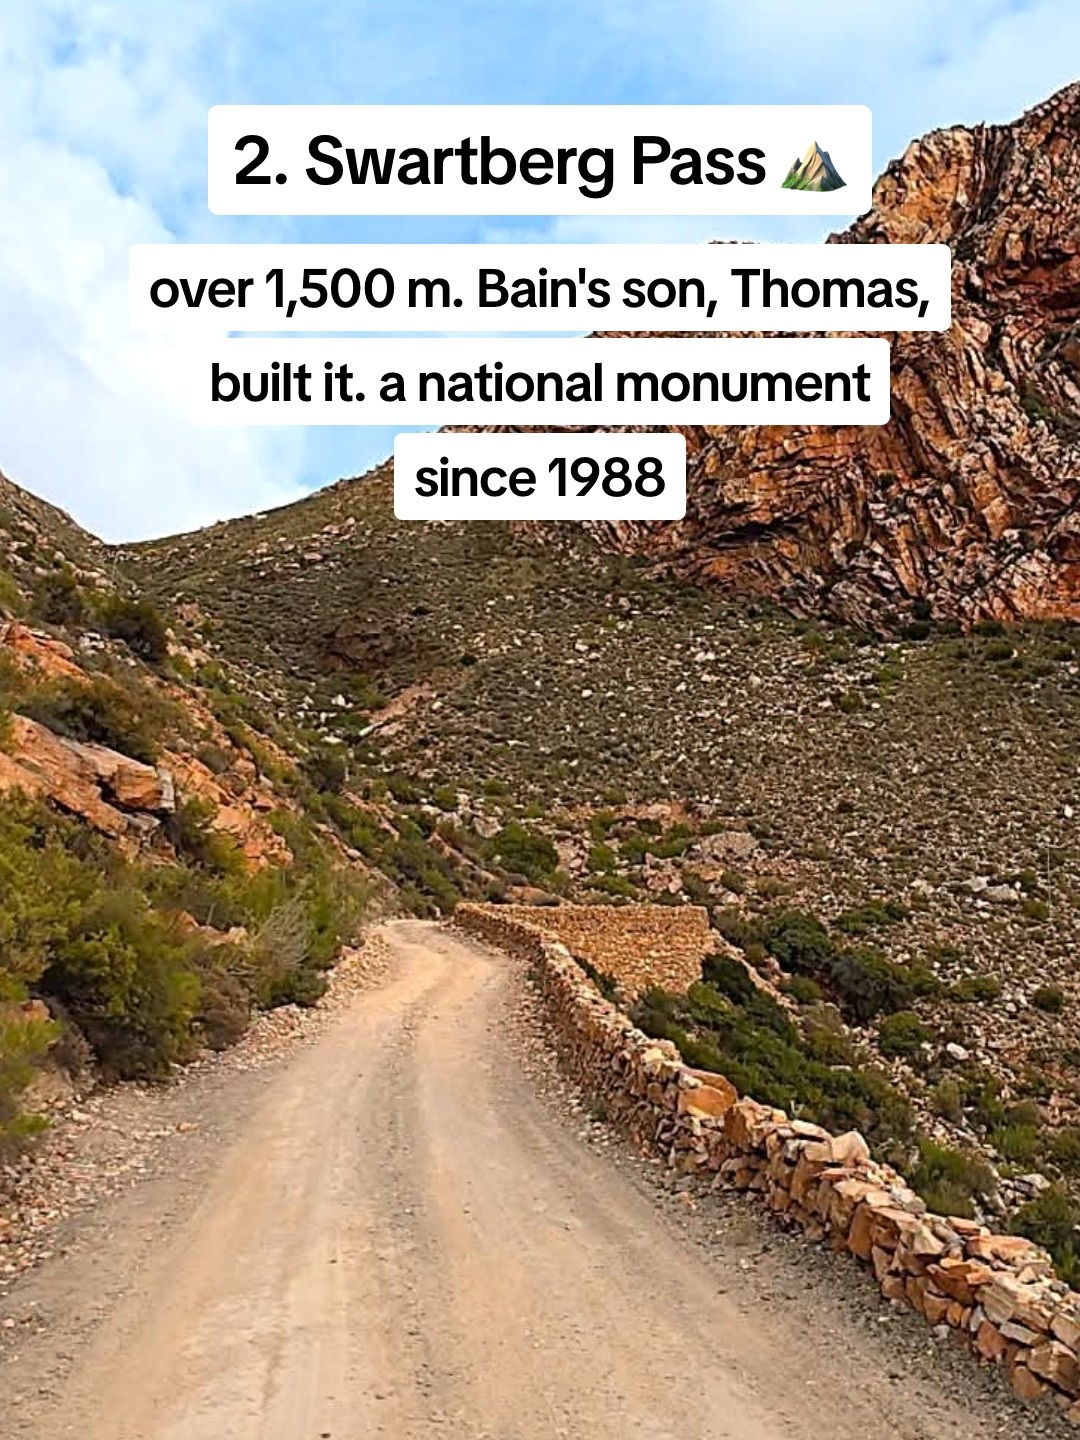 2. Swartberg Pass ⛰️
over 1,500 m. Bain's son, Thomas,
built it. a national monument
since 1988